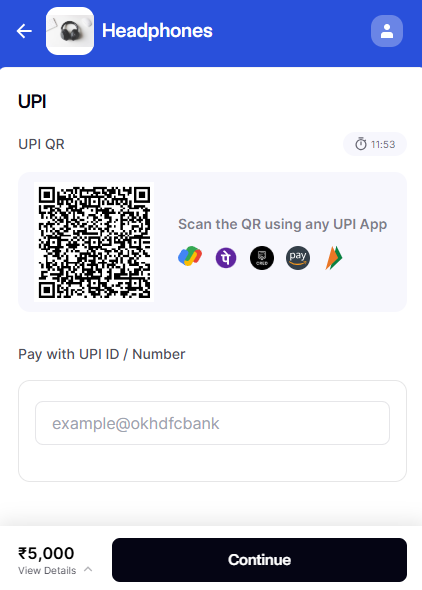 Headphones
UPI
UPI QR
11:53
Scan the QR using any UPI App
पे
CRED
pay
Pay with UPI ID / Number
example@okhdfcbank
₹5,000
View Details
Continue